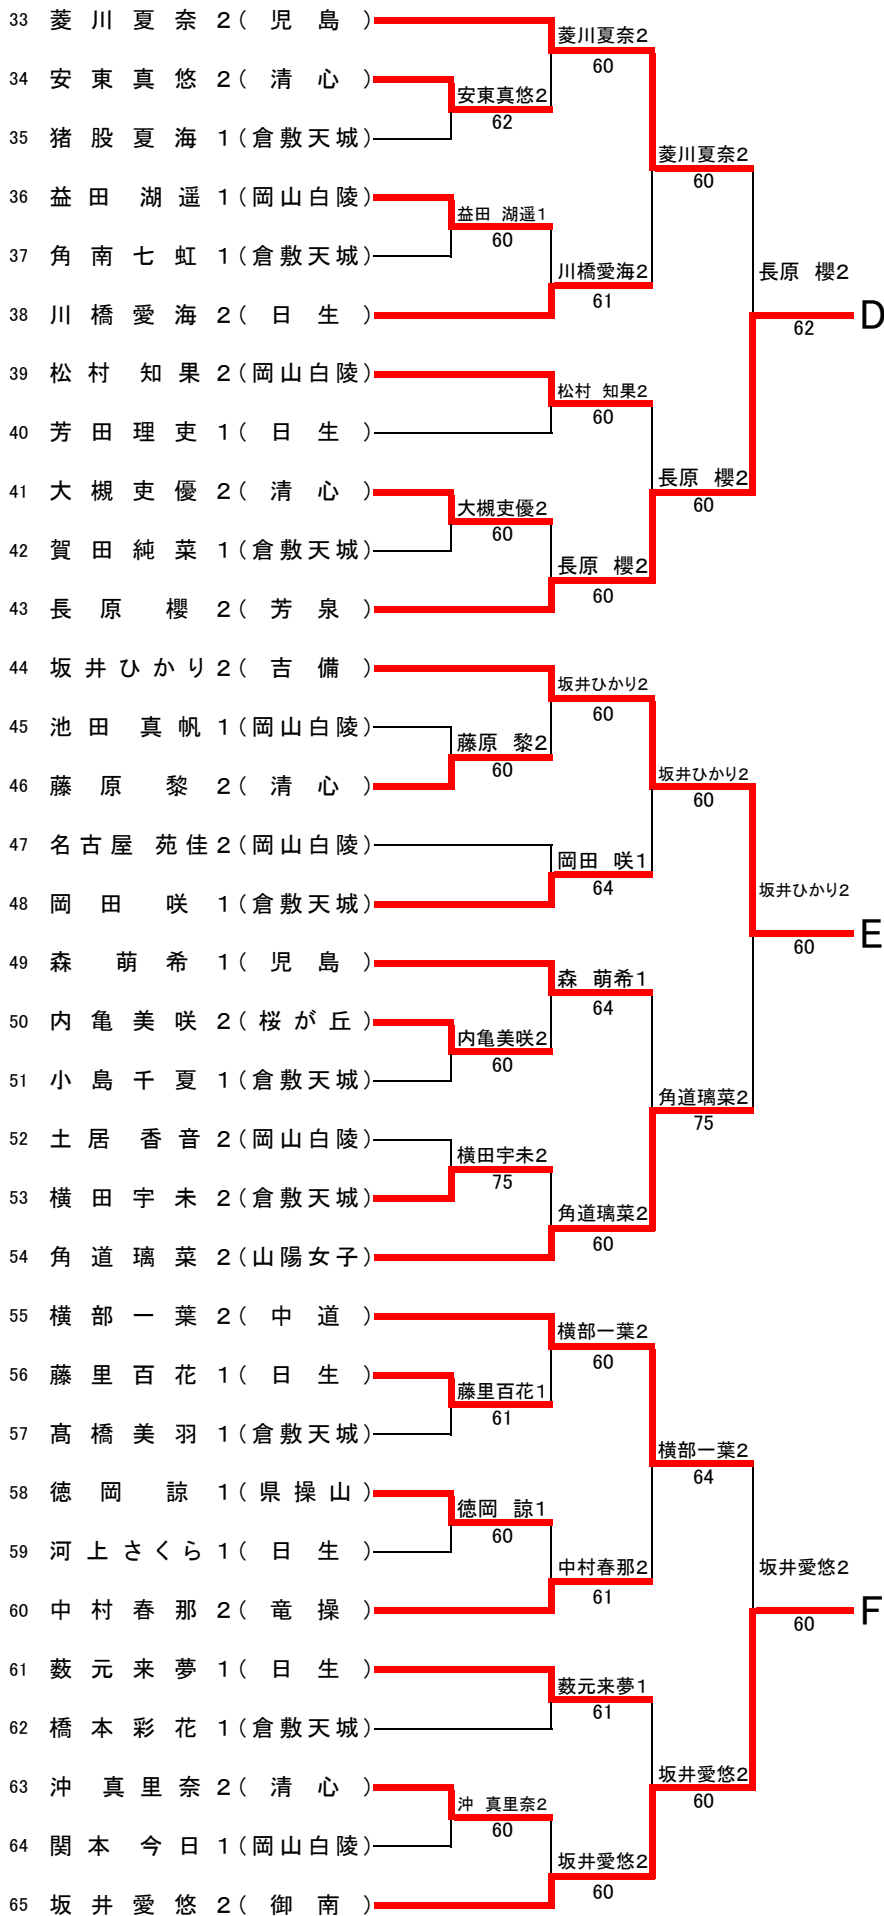 33 菱川夏奈 2 (児島)
34 安東真悠 2 (清心)
35 猪股夏海 1 (倉敷天城)
36 益田 湖遥 1 (岡山白陵)
37 角南七虹 1 (倉敷天城)
38 川橋愛海 2 (日生)
39 松村 知果 2 (岡山白陵)
40 芳田理吏 1 (日生)
41 大槻吏優 2 (清心)
42 賀田純菜 1 (倉敷天城)
43 長原 櫻 2 (芳泉)
44 坂井ひかり 2 (吉備)
45 池田 真帆 1 (岡山白陵)
46 藤原 黎 2 (清心)
47 名古屋 苑佳 2 (岡山白陵)
48 岡田 咲 1 (倉敷天城)
49 森 萌希 1 (児島)
50 内亀美咲 2 (桜が丘)
51 小島千夏 1 (倉敷天城)
52 土居 香音 2 (岡山白陵)
53 横田宇未 2 (倉敷天城)
54 角道璃菜 2 (山陽女子)
55 横部一葉 2 (中道)
56 藤里百花 1 (日生)
57 髙橋美羽 1 (倉敷天城)
58 徳岡 諒 1 (県操山)
59 河上さくら 1 (日生)
60 中村春那 2 (竜操)
61 薮元来夢 1 (日生)
62 橋本彩花 1 (倉敷天城)
63 沖 真里奈 2 (清心)
64 関本 今日 1 (岡山白陵)
65 坂井愛悠 2 (御南)
安東真悠2
62
益田 湖遥1
60
大槻吏優2
60
藤原 黎2
60
内亀美咲2
60
横田宇未2
75
藤里百花1
61
徳岡 諒1
60
沖 真里奈2
60
菱川夏奈2
60
川橋愛海2
61
松村 知果2
60
長原 櫻2
60
坂井ひかり2
60
岡田 咲1
64
森 萌希1
64
角道璃菜2
60
横部一葉2
60
中村春那2
61
薮元来夢1
61
坂井愛悠2
60
菱川夏奈2
60
長原 櫻2
60
坂井ひかり2
60
角道璃菜2
75
横部一葉2
64
坂井愛悠2
60
長原 櫻2
62
D
坂井ひかり2
60
E
坂井愛悠2
60
F